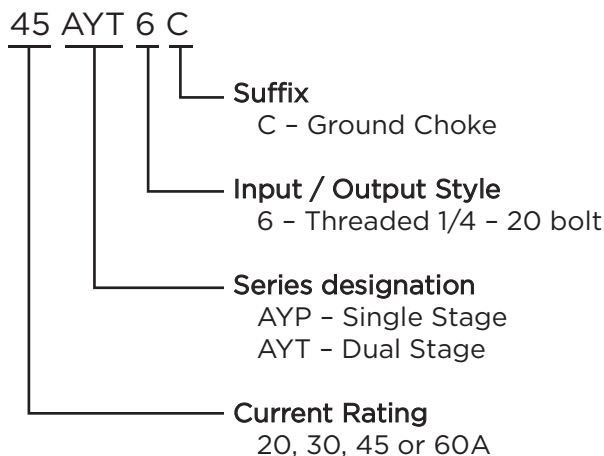 45 AYT 6 C
Suffix
C – Ground Choke
Input / Output Style
6 – Threaded 1/4 – 20 bolt
Series designation
AYP – Single Stage
AYT – Dual Stage
Current Rating
20, 30, 45 or 60A